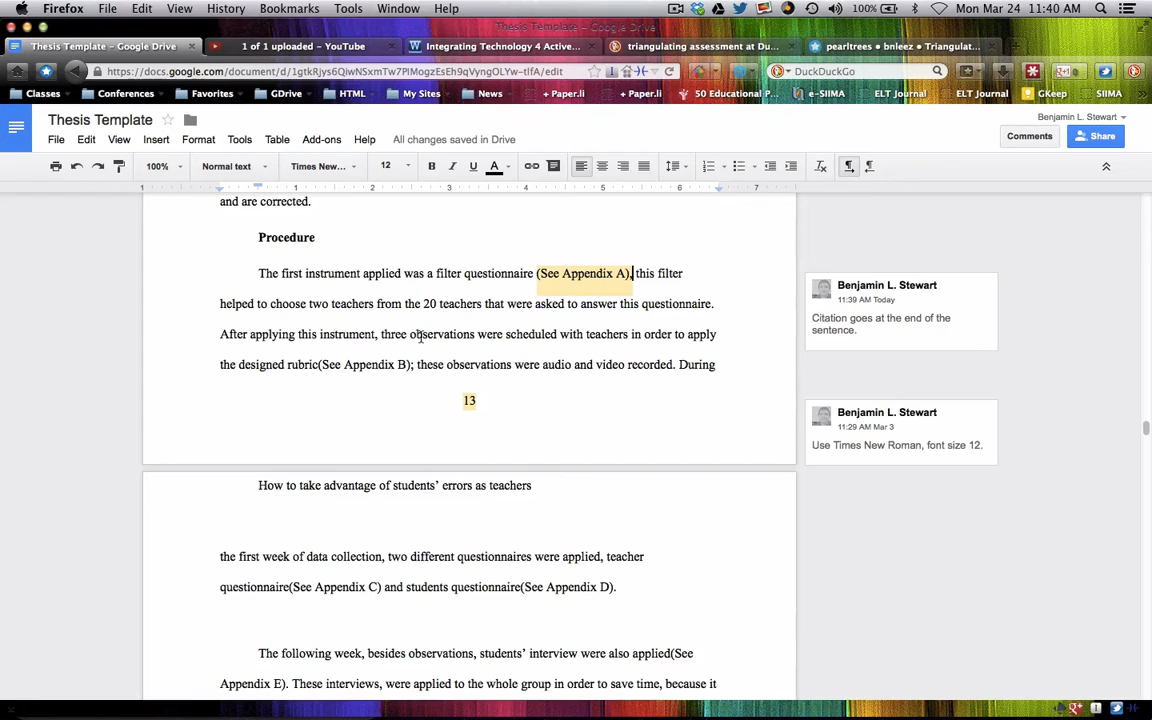 Firefox File Edit View History Bookmarks Tools Window Help 100% Mon Mar 24 11:40 AM
Thesis Template – Google Drive
Thesis Template – Google Drive 1 of 1 uploaded – YouTube Integrating Technology 4 Active... triangulating assessment at Du... pearltrees • bnleez • Triangulat...
https://docs.google.com/document/d/1gtkRjys6QiwNSxmTw7PlMogzEsEh9qVyngOLYw-tlfA/edit DuckDuckGo
Classes Conferences Favorites GDrive HTML My Sites News + Paper.li + Paper.li 50 Educational P... e-SIIMA ELT Journal ELT Journal GKeep SIIMA
Thesis Template
Benjamin L. Stewart
File Edit View Insert Format Tools Table Add-ons Help All changes saved in Drive
Comments Share
100% Normal text Times New... 12 B I U A
1 1 2 3 4 5 6 7
and are corrected.
Procedure
The first instrument applied was a filter questionnaire (See Appendix A), this filter
helped to choose two teachers from the 20 teachers that were asked to answer this questionnaire.
After applying this instrument, three observations were scheduled with teachers in order to apply
the designed rubric(See Appendix B); these observations were audio and video recorded. During
13
Benjamin L. Stewart
11:39 AM Today
Citation goes at the end of the
sentence.
Benjamin L. Stewart
11:29 AM Mar 3
Use Times New Roman, font size 12.
How to take advantage of students’ errors as teachers
the first week of data collection, two different questionnaires were applied, teacher
questionnaire(See Appendix C) and students questionnaire(See Appendix D).
The following week, besides observations, students’ interview were also applied(See
Appendix E). These interviews, were applied to the whole group in order to save time, because it